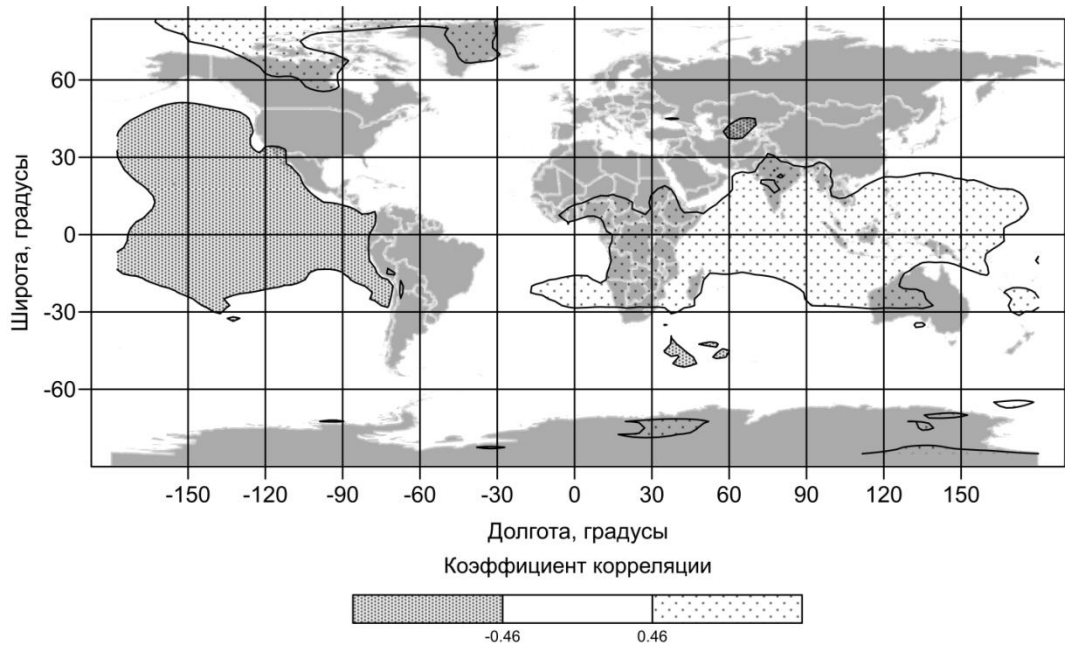 Широта, градусы
60
30
0
-30
-60
-150 -120 -90 -60 -30 0 30 60 90 120 150
Долгота, градусы
Коэффициент корреляции
-0.46 0.46